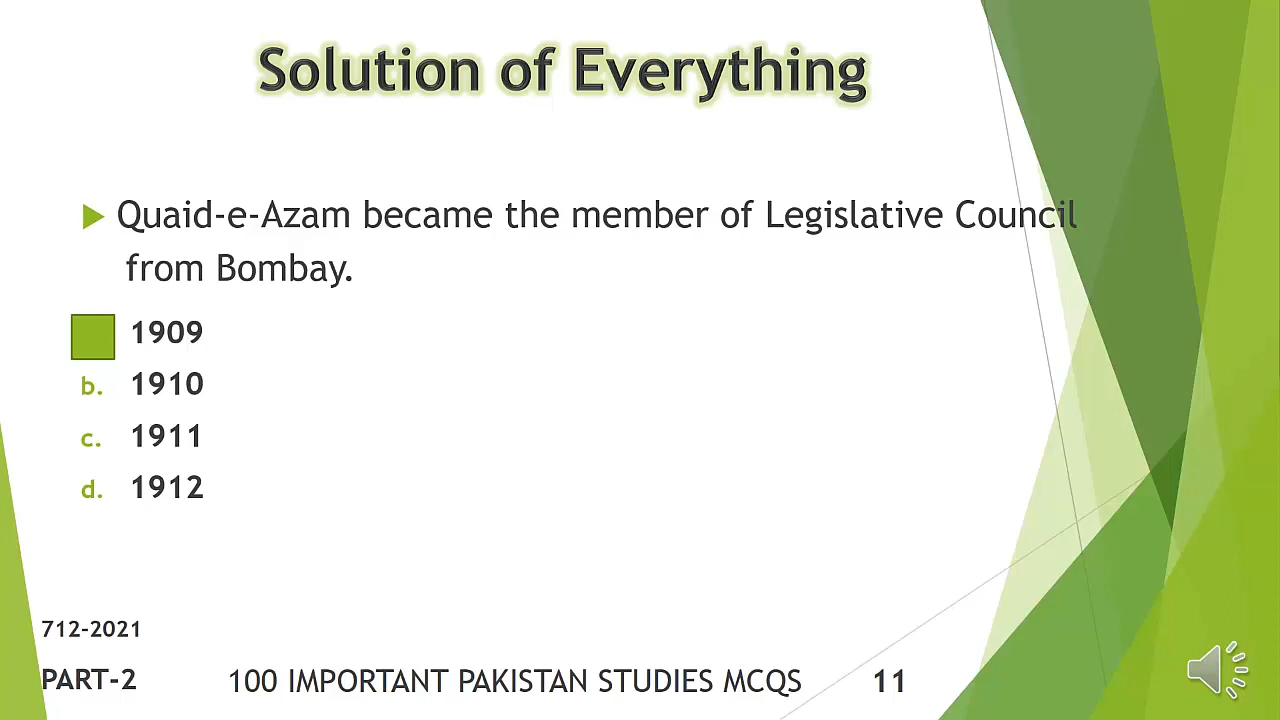 Solution of Everything
Quaid-e-Azam became the member of Legislative Council
from Bombay.
1909
b. 1910
c. 1911
d. 1912
712-2021
PART-2 100 IMPORTANT PAKISTAN STUDIES MCQS 11